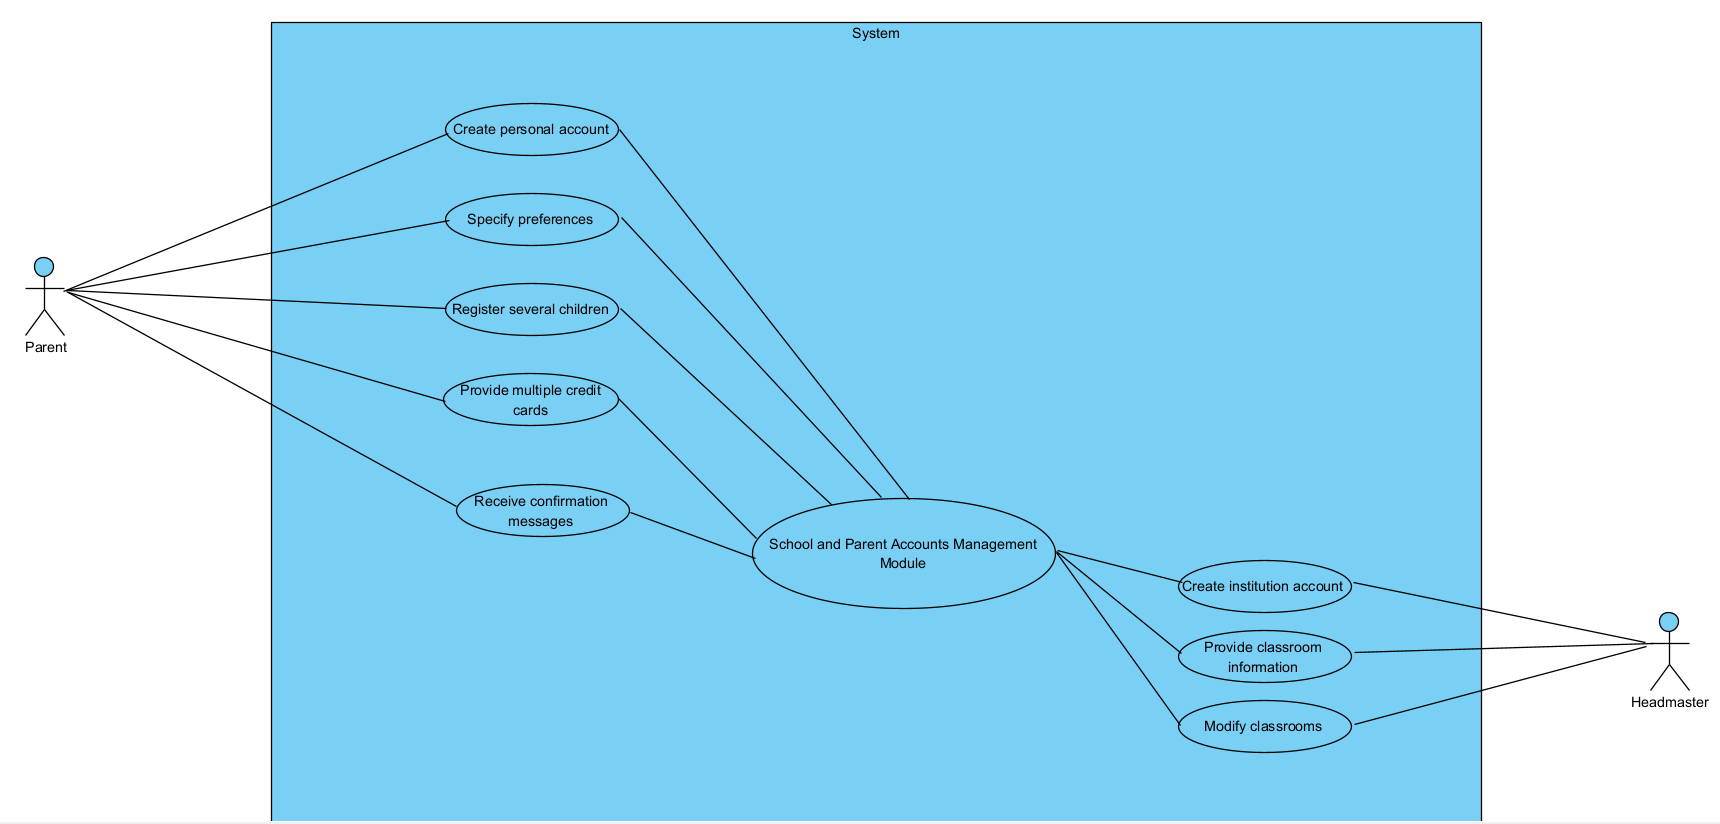 System
Create personal account
Specify preferences
Register several children
Provide multiple credit
cards
Receive confirmation
messages
Parent
School and Parent Accounts Management
Module
Create institution account
Provide classroom
information
Modify classrooms
Headmaster